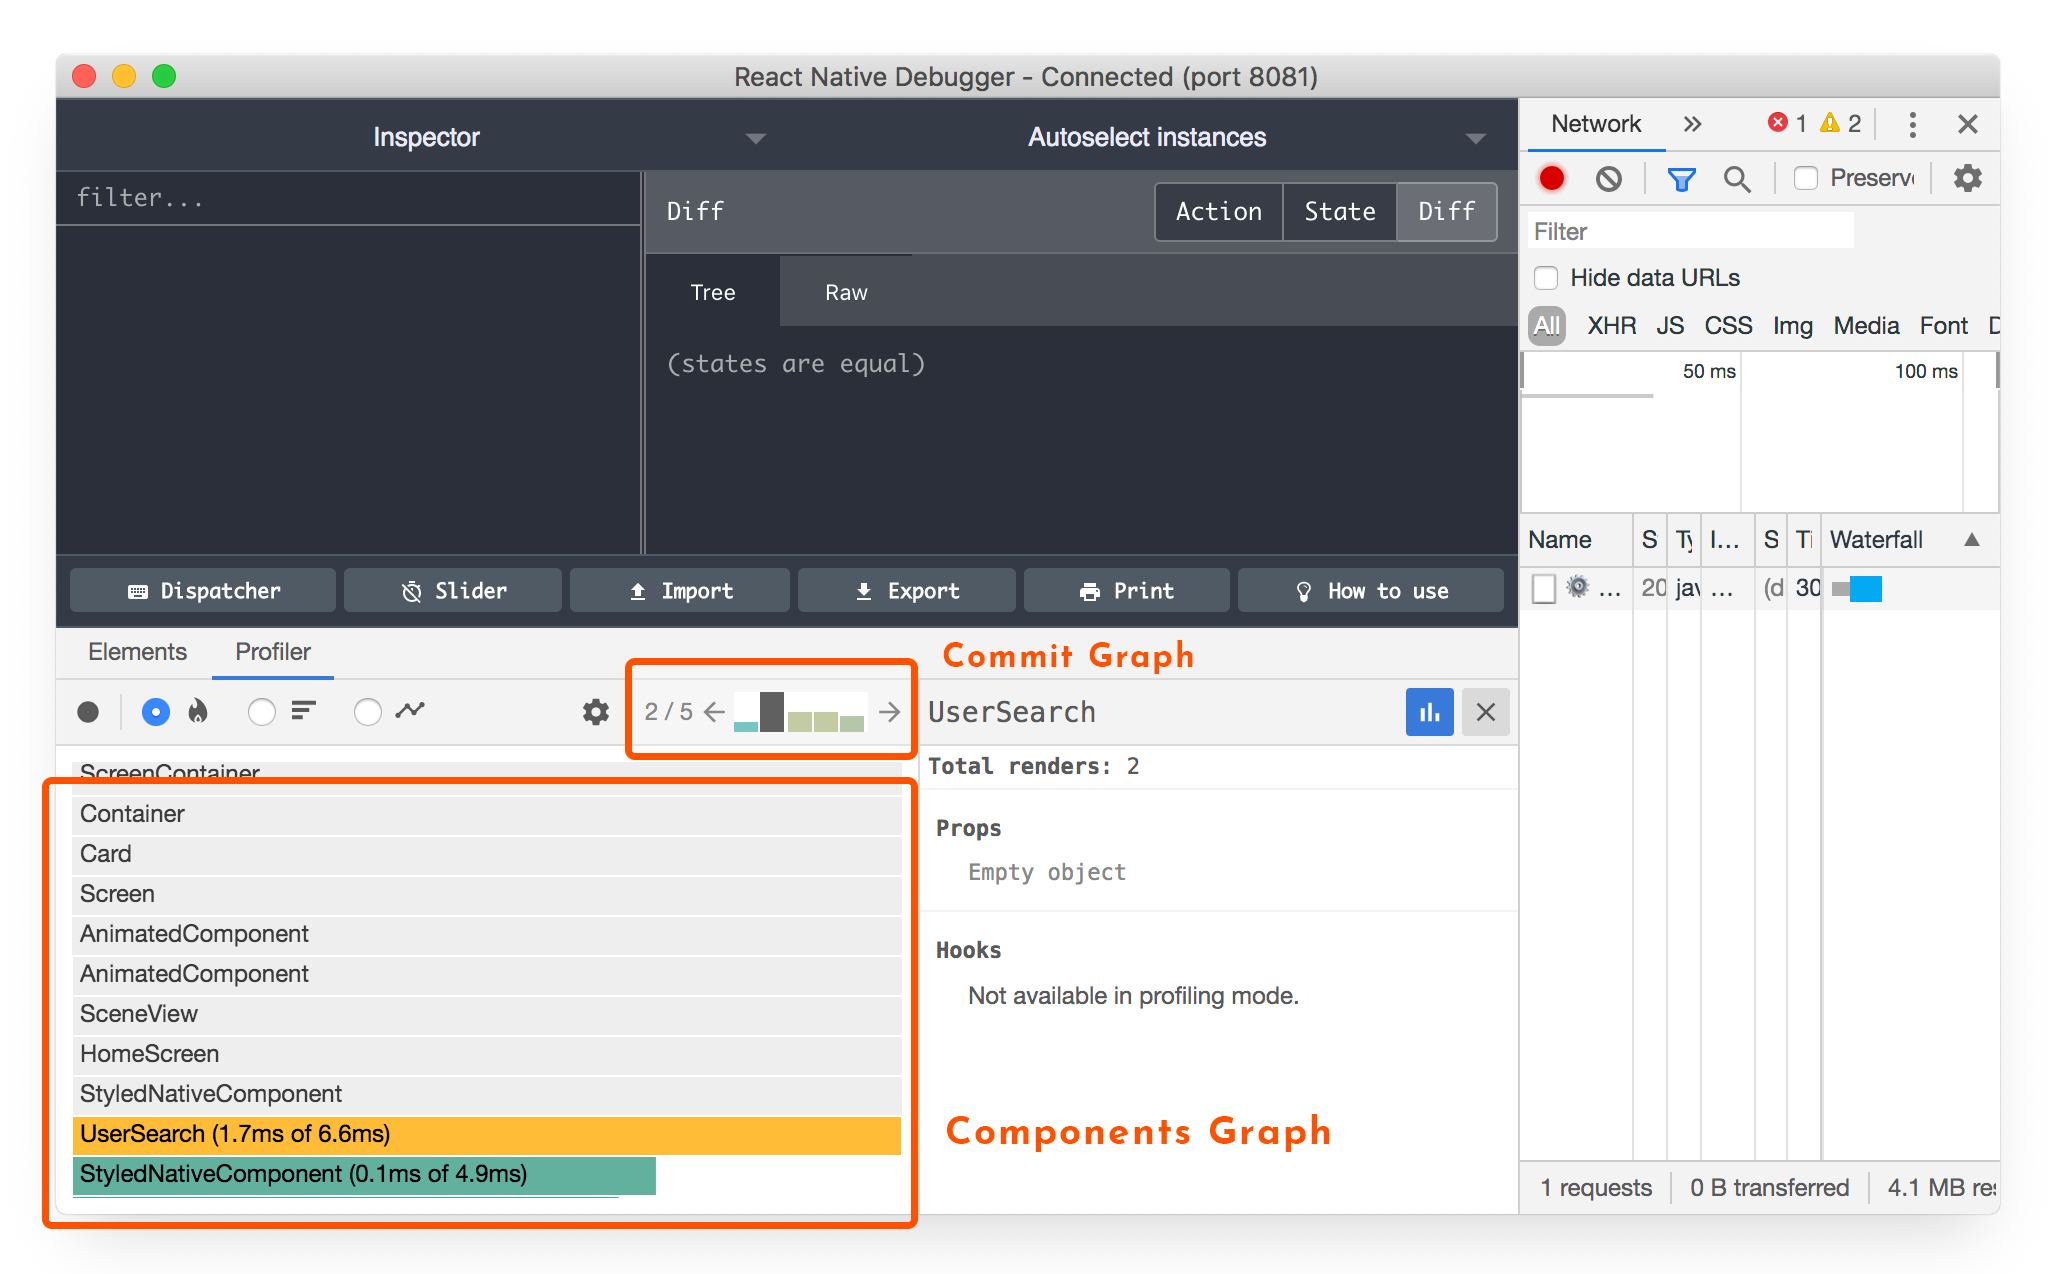 React Native Debugger - Connected (port 8081)
Inspector
Autoselect instances
filter...
Diff
Action
State
Diff
Tree
Raw
(states are equal)
Dispatcher
Slider
Import
Export
Print
How to use
Elements
Profiler
Commit Graph
2 / 5
UserSearch
Total renders: 2
Props
Empty object
Hooks
Not available in profiling mode.
Components Graph
ScreenContainer
Container
Card
Screen
AnimatedComponent
AnimatedComponent
SceneView
HomeScreen
StyledNativeComponent
UserSearch (1.7ms of 6.6ms)
StyledNativeComponent (0.1ms of 4.9ms)
Network
1
2
Preserv
Filter
Hide data URLs
All XHR JS CSS Img Media Font D
50 ms
100 ms
Name S Ty I... S Ti Waterfall
... 20 jav ... (d 30
1 requests
0 B transferred
4.1 MB res